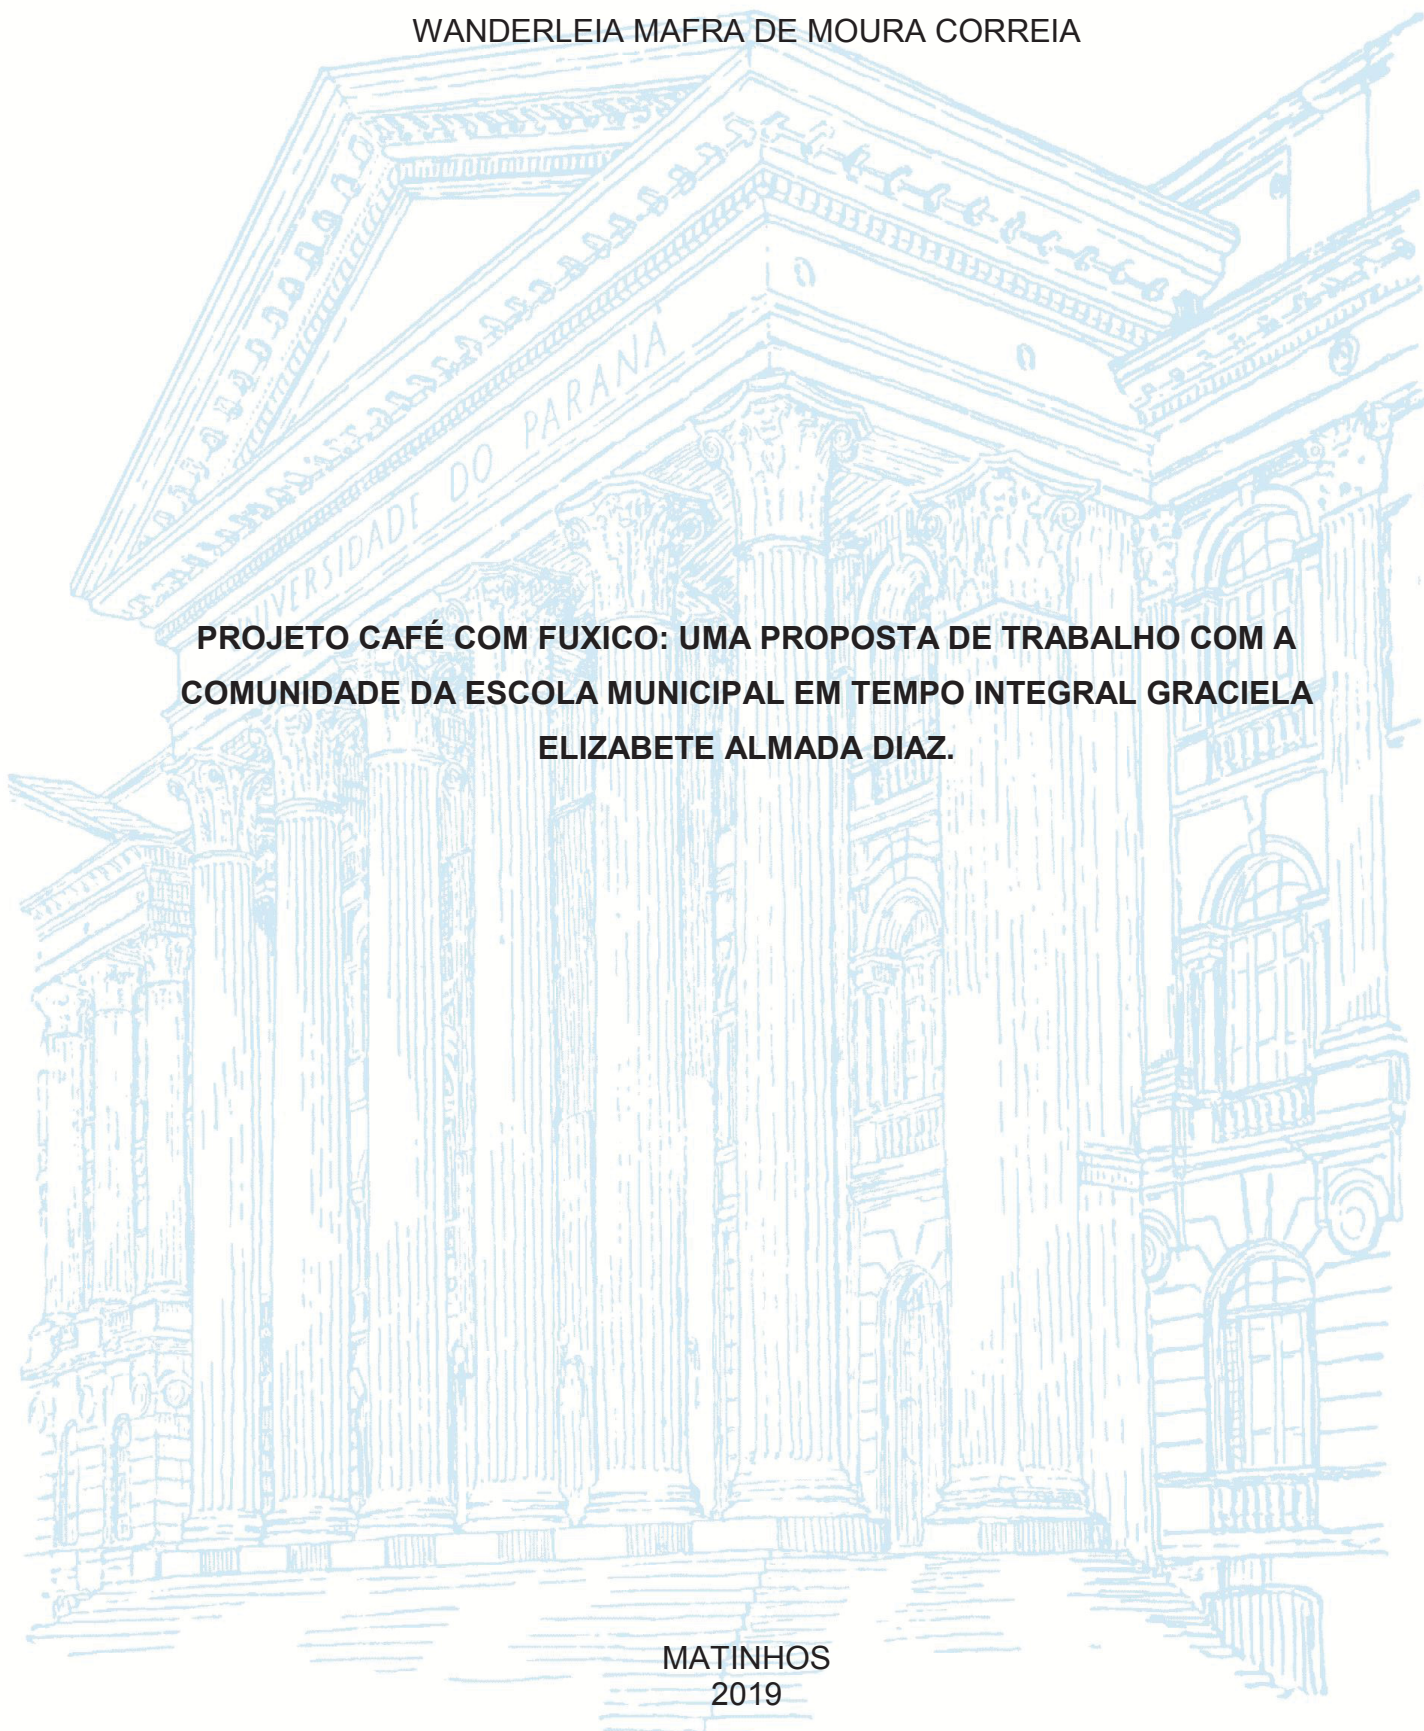 WANDERLEIA MAFRA DE MOURA CORREIA
UNIVERSIDADE DO PARANÁ
PROJETO CAFÉ COM FUXICO: UMA PROPOSTA DE TRABALHO COM A
COMUNIDADE DA ESCOLA MUNICIPAL EM TEMPO INTEGRAL GRACIELA
ELIZABETE ALMADA DIAZ.
MATINHOS
2019